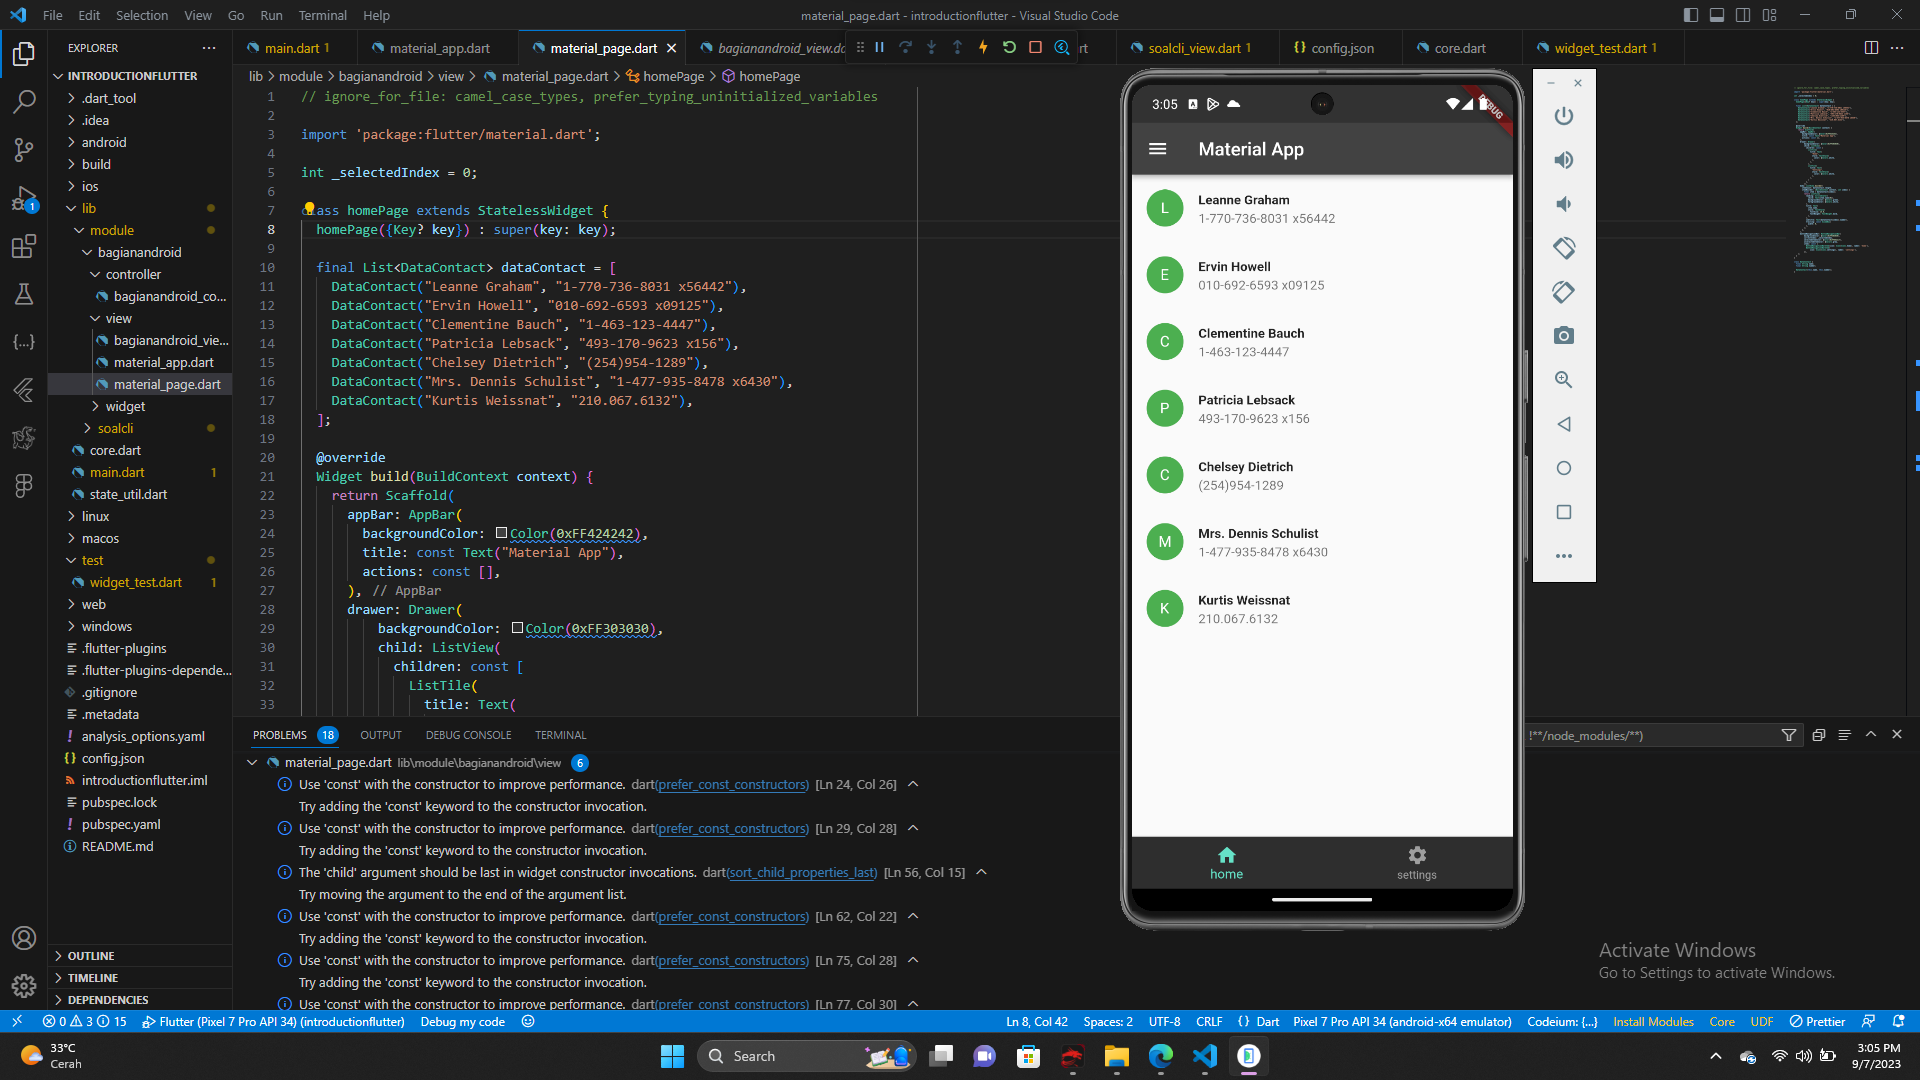 File Edit Selection View Go Run Terminal Help
material_page.dart - introductionflutter - Visual Studio Code
EXPLORER
main.dart 1
material_app.dart
material_page.dart
bagianandroid_view.da
rt
soalcli_view.dart 1
config.json
core.dart
widget_test.dart 1
INTRODUCTIONFLUTTER
.dart_tool
.idea
android
build
ios
lib
module
bagianandroid
controller
bagianandroid_co...
view
bagianandroid_vie...
material_app.dart
material_page.dart
widget
soalcli
core.dart
main.dart 1
state_util.dart
linux
macos
test
widget_test.dart 1
web
windows
.flutter-plugins
.flutter-plugins-depende...
.gitignore
.metadata
analysis_options.yaml
config.json
introductionflutter.iml
pubspec.lock
pubspec.yaml
README.md
OUTLINE
TIMELINE
DEPENDENCIES
1
lib > module > bagianandroid > view > material_page.dart > homePage > homePage
1 // ignore_for_file: camel_case_types, prefer_typing_uninitialized_variables
2
3 import 'package:flutter/material.dart';
4
5 int _selectedIndex = 0;
6
7 class homePage extends StatelessWidget {
8 homePage({Key? key}) : super(key: key);
9
10 final List<DataContact> dataContact = [
11 DataContact("Leanne Graham", "1-770-736-8031 x56442"),
12 DataContact("Ervin Howell", "010-692-6593 x09125"),
13 DataContact("Clementine Bauch", "1-463-123-4447"),
14 DataContact("Patricia Lebsack", "493-170-9623 x156"),
15 DataContact("Chelsey Dietrich", "(254)954-1289"),
16 DataContact("Mrs. Dennis Schulist", "1-477-935-8478 x6430"),
17 DataContact("Kurtis Weissnat", "210.067.6132"),
18 ];
19
20 @override
21 Widget build(BuildContext context) {
22 return Scaffold(
23 appBar: AppBar(
24 backgroundColor: Color(0xFF424242),
25 title: const Text("Material App"),
26 actions: const [],
27 ), // AppBar
28 drawer: Drawer(
29 backgroundColor: Color(0xFF303030),
30 child: ListView(
31 children: const [
32 ListTile(
33 title: Text(
3:05
DEBUG
Material App
L
Leanne Graham
1-770-736-8031 x56442
E
Ervin Howell
010-692-6593 x09125
C
Clementine Bauch
1-463-123-4447
P
Patricia Lebsack
493-170-9623 x156
C
Chelsey Dietrich
(254)954-1289
M
Mrs. Dennis Schulist
1-477-935-8478 x6430
K
Kurtis Weissnat
210.067.6132
home
settings
PROBLEMS 18 OUTPUT DEBUG CONSOLE TERMINAL
!**/node_modules/**)
material_page.dart lib\module\bagianandroid\view 6
Use 'const' with the constructor to improve performance. dart(prefer_const_constructors) [Ln 24, Col 26]
Try adding the 'const' keyword to the constructor invocation.
Use 'const' with the constructor to improve performance. dart(prefer_const_constructors) [Ln 29, Col 28]
Try adding the 'const' keyword to the constructor invocation.
The 'child' argument should be last in widget constructor invocations. dart(sort_child_properties_last) [Ln 56, Col 15]
Try moving the argument to the end of the argument list.
Use 'const' with the constructor to improve performance. dart(prefer_const_constructors) [Ln 62, Col 22]
Try adding the 'const' keyword to the constructor invocation.
Use 'const' with the constructor to improve performance. dart(prefer_const_constructors) [Ln 75, Col 28]
Try adding the 'const' keyword to the constructor invocation.
Use 'const' with the constructor to improve performance. dart(prefer_const_constructors) [Ln 77, Col 30]
Activate Windows
Go to Settings to activate Windows.
0 3 15 Flutter (Pixel 7 Pro API 34) (introductionflutter) Debug my code
Ln 8, Col 42 Spaces: 2 UTF-8 CRLF {} Dart Pixel 7 Pro API 34 (android-x64 emulator) Codeium: {...} Install Modules Core UDF Prettier
33°C
Cerah
Search
3:05 PM
9/7/2023